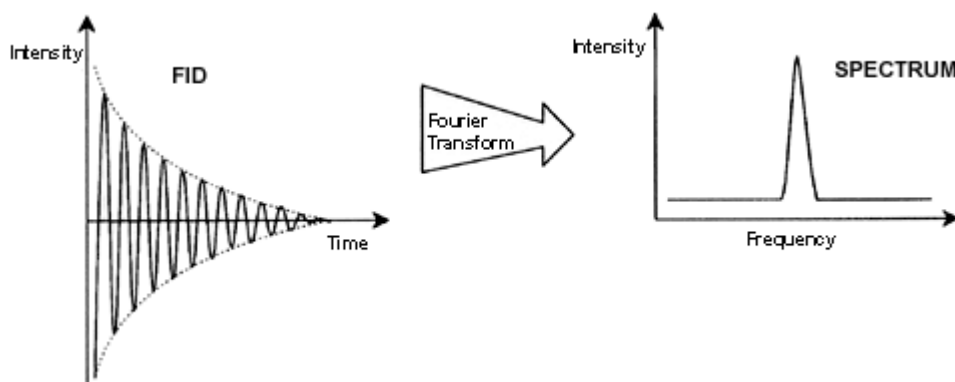 Intensity
FID
Time
Fourier
Transform
Intensity
SPECTRUM
Frequency